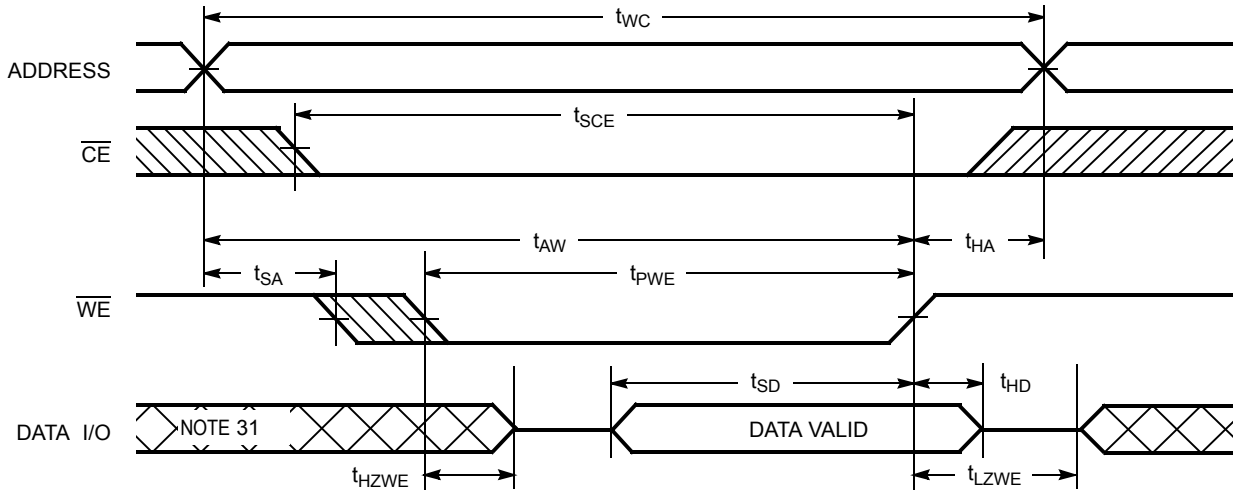 tWC
ADDRESS
tSCE
CE
tAW
tHA
tSA
tPWE
WE
tSD
tHD
DATA I/O
NOTE 31
DATA VALID
tHZWE
tLZWE